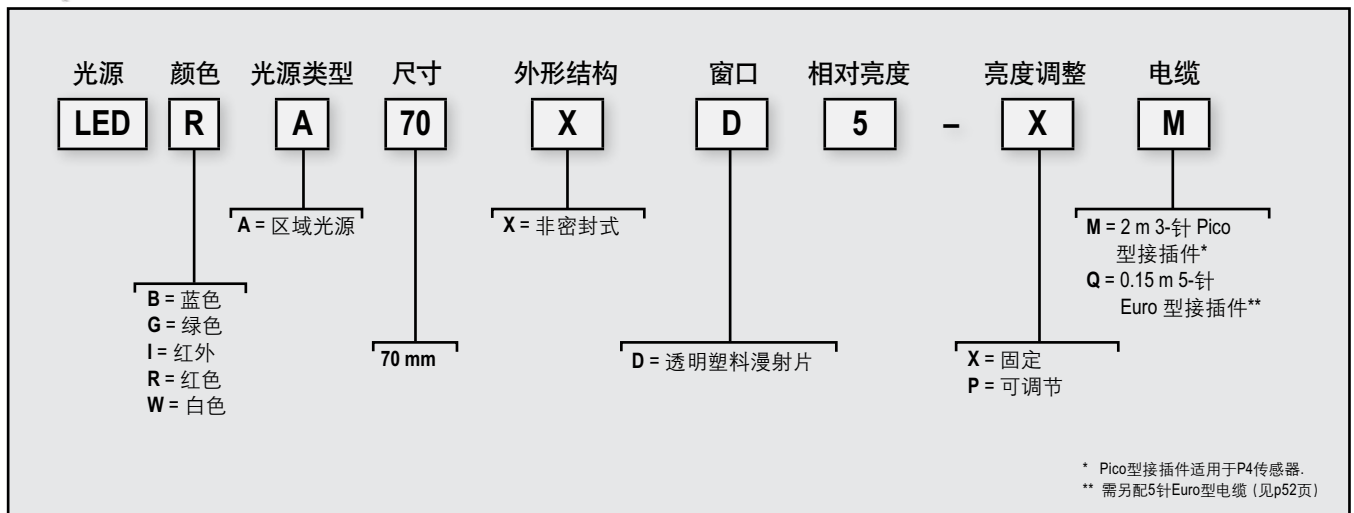 光源 颜色 光源类型 尺寸 外形结构 窗口 相对亮度 亮度调整 电缆
LED R A 70 X D 5 – X M
A = 区域光源
X = 非密封式
M = 2 m 3-针 Pico
型接插件*
Q = 0.15 m 5-针
Euro 型接插件**
B = 蓝色
G = 绿色
I = 红外
R = 红色
W = 白色
70 mm
D = 透明塑料漫射片
X = 固定
P = 可调节
* Pico型接插件适用于P4传感器.
** 需另配5针Euro型电缆 (见p52页)